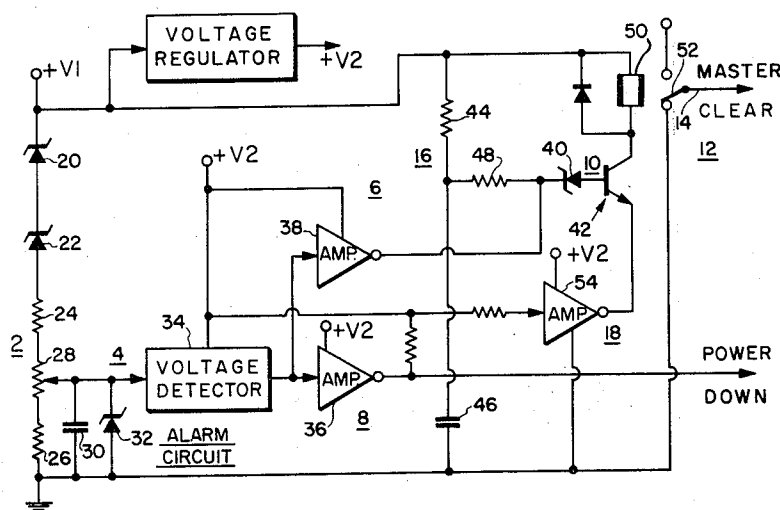 VOLTAGE
REGULATOR
+V1
+V2
50
52
MASTER
CLEAR
14
12
44
16
48
40
10
42
20
+V2
6
38
AMP.
22
+V2
54
AMP.
18
24
2
28
4
34
VOLTAGE
DETECTOR
+V2
AMP.
8
36
POWER
DOWN
26
30
32
ALARM
CIRCUIT
46